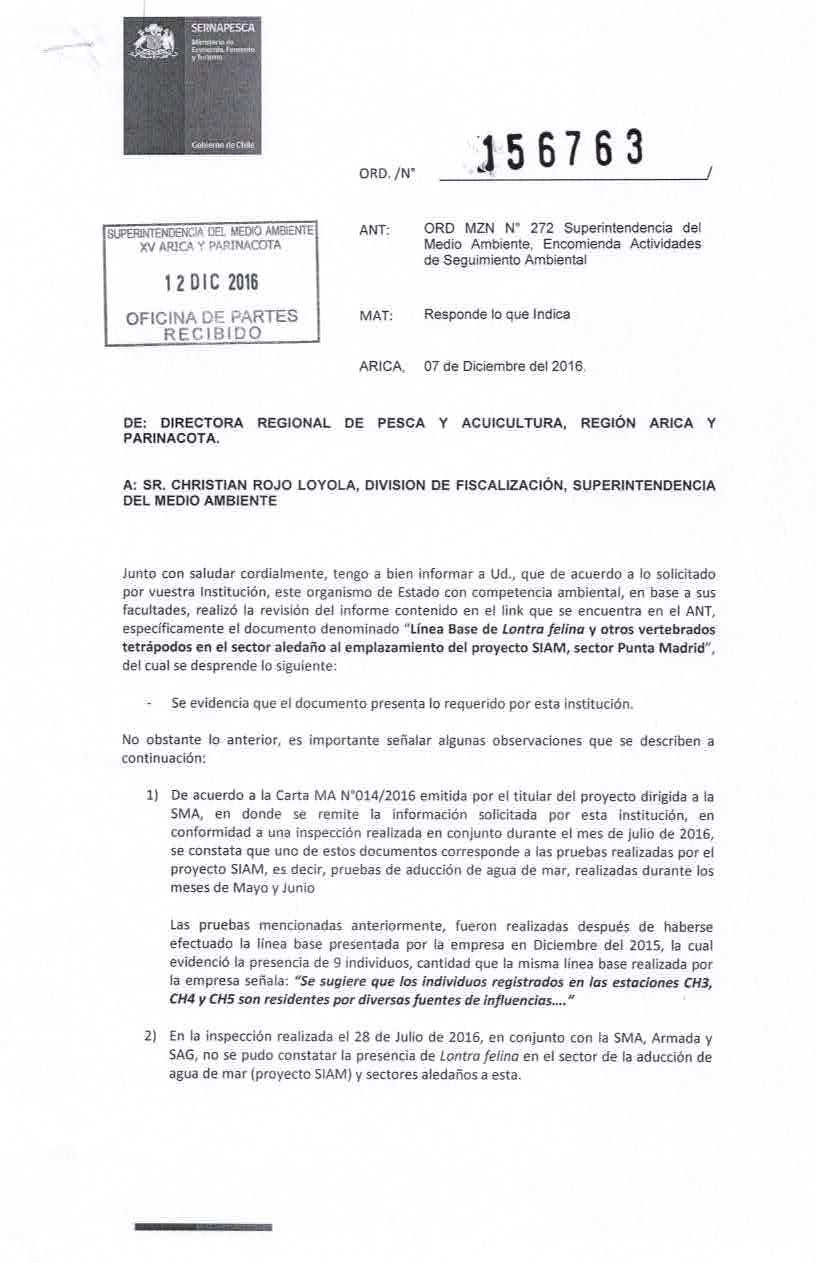 SERNAPESCA
Ministerio de
Economía, Fomento
y Turismo
Gobierno de Chile
ORD. /N° 156763 /
SUPERINTENDENCIA DEL MEDIO AMBIENTE
XV ARICA Y PARINACOTA
12 DIC 2016
OFICINA DE PARTES
RECIBIDO
ANT: ORD MZN N° 272 Superintendencia del
Medio Ambiente, Encomienda Actividades
de Seguimiento Ambiental
MAT: Responde lo que Indica
ARICA, 07 de Diciembre del 2016.
DE: DIRECTORA REGIONAL DE PESCA Y ACUICULTURA, REGIÓN ARICA Y
PARINACOTA.
A: SR. CHRISTIAN ROJO LOYOLA, DIVISION DE FISCALIZACIÓN, SUPERINTENDENCIA
DEL MEDIO AMBIENTE
Junto con saludar cordialmente, tengo a bien informar a Ud., que de acuerdo a lo solicitado
por vuestra Institución, este organismo de Estado con competencia ambiental, en base a sus
facultades, realizó la revisión del informe contenido en el link que se encuentra en el ANT,
específicamente el documento denominado "Línea Base de Lontra felina y otros vertebrados
tetrápodos en el sector aledaño al emplazamiento del proyecto SIAM, sector Punta Madrid",
del cual se desprende lo siguiente:
- Se evidencia que el documento presenta lo requerido por esta institución.
No obstante lo anterior, es importante señalar algunas observaciones que se describen a
continuación:
1) De acuerdo a la Carta MA N°014/2016 emitida por el titular del proyecto dirigida a la
SMA, en donde se remite la información solicitada por esta institución, en
conformidad a una inspección realizada en conjunto durante el mes de julio de 2016,
se constata que uno de estos documentos corresponde a las pruebas realizadas por el
proyecto SIAM, es decir, pruebas de aducción de agua de mar, realizadas durante los
meses de Mayo y Junio
Las pruebas mencionadas anteriormente, fueron realizadas después de haberse
efectuado la línea base presentada por la empresa en Diciembre del 2015, la cual
evidenció la presencia de 9 individuos, cantidad que la misma línea base realizada por
la empresa señala: "Se sugiere que los individuos registrados en las estaciones CH3,
CH4 y CH5 son residentes por diversas fuentes de influencias...."
2) En la inspección realizada el 28 de Julio de 2016, en conjunto con la SMA, Armada y
SAG, no se pudo constatar la presencia de Lontra felina en el sector de la aducción de
agua de mar (proyecto SIAM) y sectores aledaños a esta.